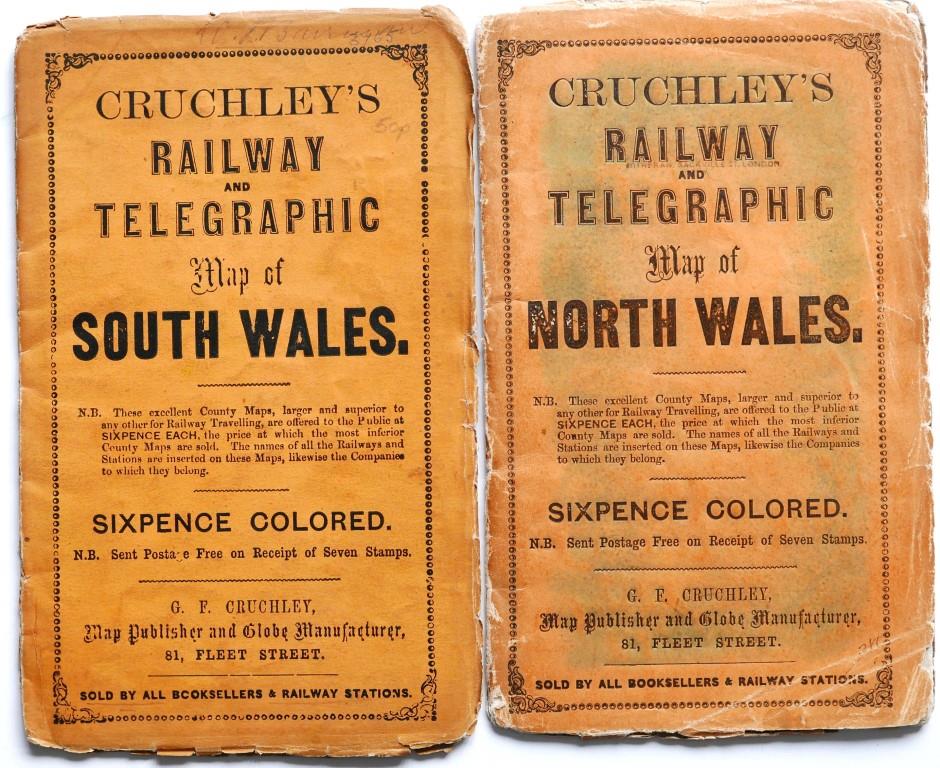 CRUCHLEY'S
50p
RAILWAY
AND
TELEGRAPHIC
Map of
SOUTH WALES.
N.B. These excellent County Maps, larger and superior to
any other for Railway Travelling, are offered to the Public at
SIXPENCE EACH, the price at which the most inferior
County Maps are sold. The names of all the Railways and
Stations are inserted on these Maps, likewise the Companies
to which they belong.
SIXPENCE COLORED.
N.B. Sent Posta e Free on Receipt of Seven Stamps.
G. F. CRUCHLEY,
Map Publisher and Globe Manufacturer,
81, FLEET STREET.
SOLD BY ALL BOOKSELLERS & RAILWAY STATIONS.
CRUCHLEY'S
RAILWAY
LONDON
AND
TELEGRAPHIC
Map of
NORTH WALES.
N.B. These excellent County Maps, larger and superior to
any other for Railway Travelling, are offered to the Public at
SIXPENCE EACH, the price at which the most inferior
County Maps are sold. The names of all the Railways and
Stations are inserted on these Maps, likewise the Companies
to which they belong.
SIXPENCE COLORED.
N.B. Sent Postage Free on Receipt of Seven Stamps.
G. F. CRUCHLEY,
Map Publisher and Globe Manufacturer,
81, FLEET STREET.
SOLD BY ALL BOOKSELLERS & RAILWAY STATIONS.